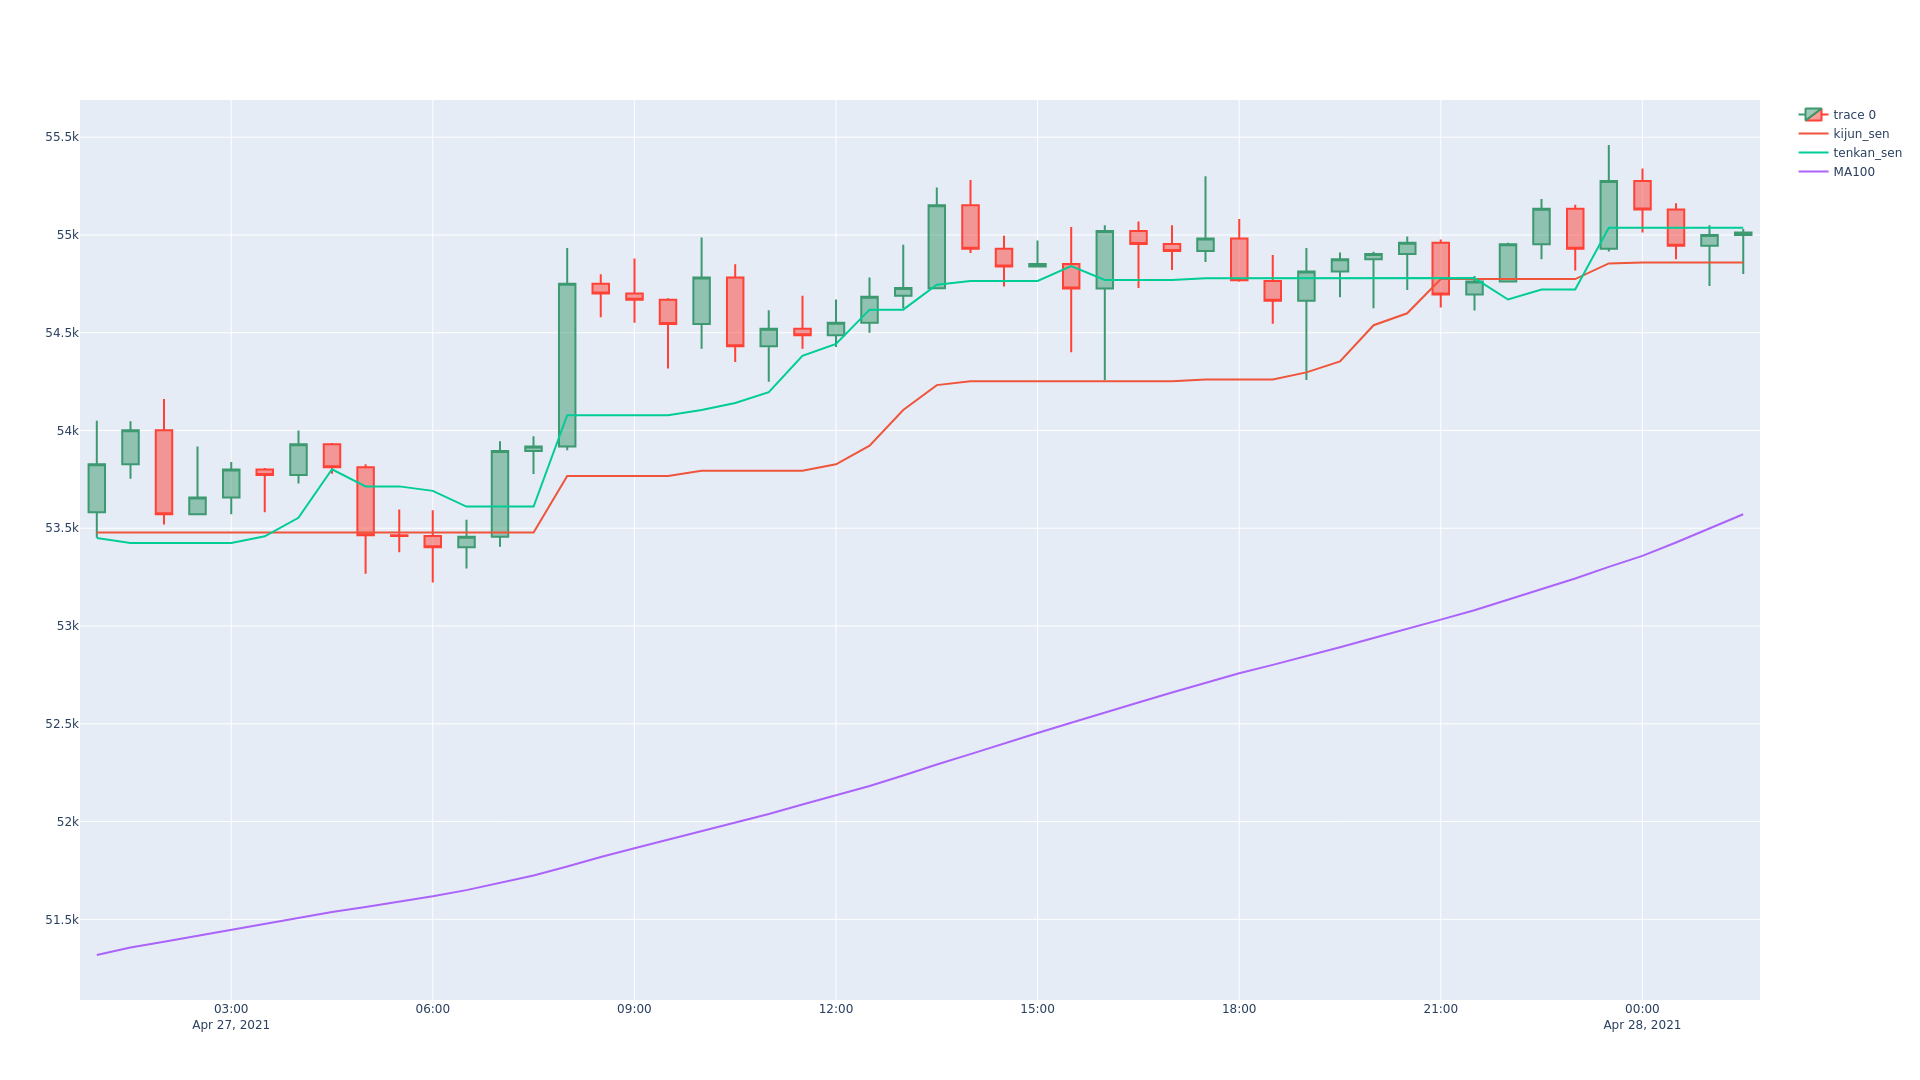 55.5k
55k
54.5k
54k
53.5k
53k
52.5k
52k
51.5k
03:00
Apr 27, 2021
06:00
09:00
12:00
15:00
18:00
21:00
00:00
Apr 28, 2021
trace 0
kijun_sen
tenkan_sen
MA100